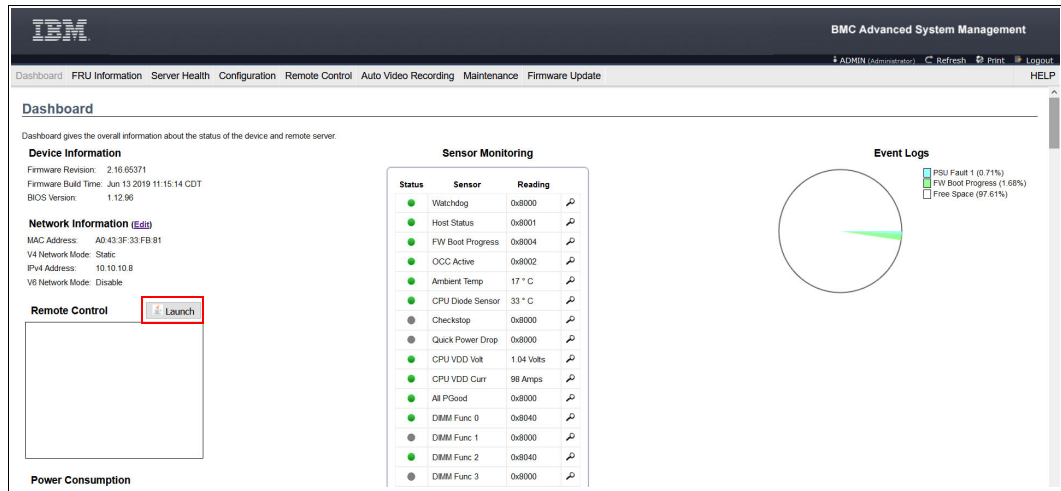 IBM.
BMC Advanced System Management
ADMIN (Administrator) Refresh Print Logout
Dashboard FRU Information Server Health Configuration Remote Control Auto Video Recording Maintenance Firmware Update HELP
Dashboard
Dashboard gives the overall information about the status of the device and remote server.
Device Information
Firmware Revision: 2.16.65371
Firmware Build Time: Jun 13 2019 11:15:14 CDT
BIOS Version: 1.12.96
Network Information (Edit)
MAC Address: A0:43:3F:33:FB:81
V4 Network Mode: Static
IPv4 Address: 10.10.10.8
V6 Network Mode: Disable
Remote Control Launch
Power Consumption
Sensor Monitoring
Status Sensor Reading
Watchdog 0x8000
Host Status 0x8001
FW Boot Progress 0x8004
OCC Active 0x8002
Ambient Temp 17 ° C
CPU Diode Sensor 33 ° C
Checkstop 0x8000
Quick Power Drop 0x8000
CPU VDD Volt 1.04 Volts
CPU VDD Curr 98 Amps
All PGood 0x8000
DIMM Func 0 0x8040
DIMM Func 1 0x8000
DIMM Func 2 0x8040
DIMM Func 3 0x8000
Event Logs
PSU Fault 1 (0.71%)
FW Boot Progress (1.68%)
Free Space (97.61%)